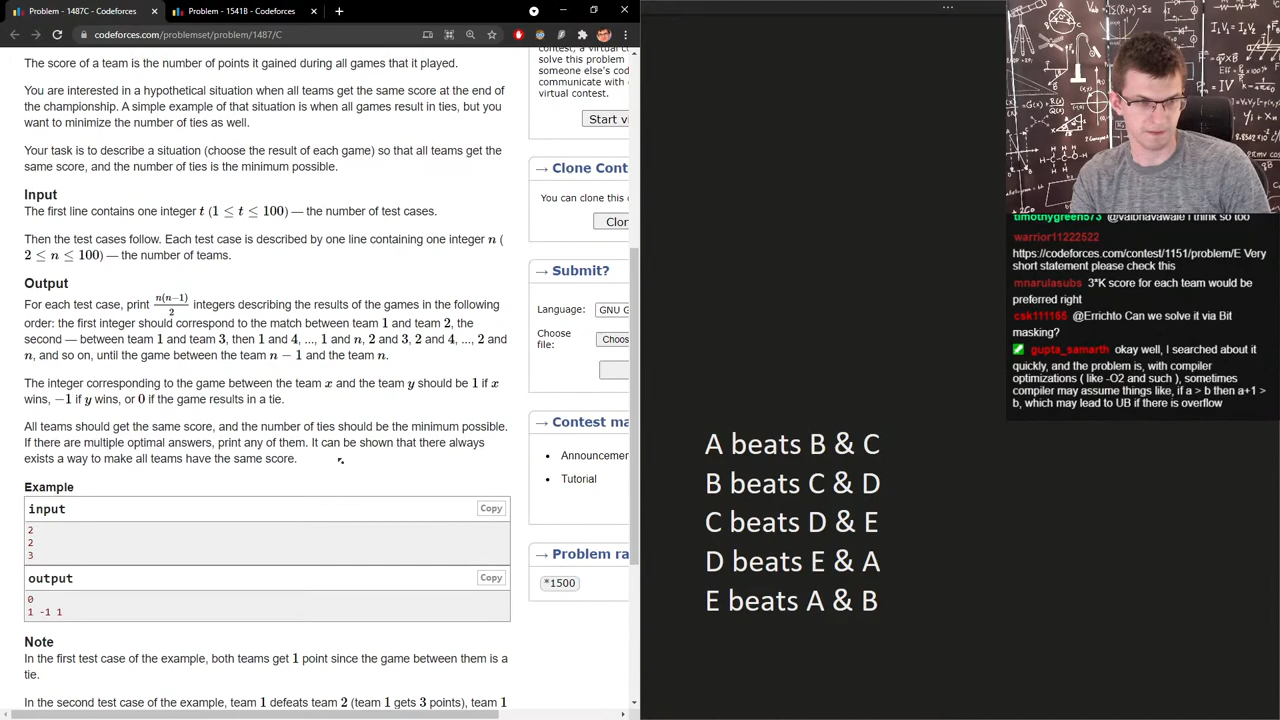 Problem - 1487C - Codeforces
Problem - 1541B - Codeforces
codeforces.com/problemset/problem/1487/C
The score of a team is the number of points it gained during all games that it played.
You are interested in a hypothetical situation when all teams get the same score at the end of
the championship. A simple example of that situation is when all games result in ties, but you
want to minimize the number of ties as well.
Your task is to describe a situation (choose the result of each game) so that all teams get the
same score, and the number of ties is the minimum possible.
Input
The first line contains one integer t (1 ≤ t ≤ 100) — the number of test cases.
Then the test cases follow. Each test case is described by one line containing one integer n (
2 ≤ n ≤ 100) — the number of teams.
Output
For each test case, print n(n−1)/2 integers describing the results of the games in the following
order: the first integer should correspond to the match between team 1 and team 2, the
second — between team 1 and team 3, then 1 and 4, ..., 1 and n, 2 and 3, 2 and 4, ..., 2 and
n, and so on, until the game between the team n − 1 and the team n.
The integer corresponding to the game between the team x and the team y should be 1 if x
wins, −1 if y wins, or 0 if the game results in a tie.
All teams should get the same score, and the number of ties should be the minimum possible.
If there are multiple optimal answers, print any of them. It can be shown that there always
exists a way to make all teams have the same score.
Example
input
Copy
2
2
3
output
Copy
0
1 -1 1
Note
In the first test case of the example, both teams get 1 point since the game between them is a
tie.
In the second test case of the example, team 1 defeats team 2 (team 1 gets 3 points), team 1
contest, a virtual c
solve this problem
someone else's cod
communicate with
virtual contest.
Start vi
→ Clone Cont
You can clone this
Clon
→ Submit?
Language:
GNU G
Choose
file:
Choos
→ Contest ma
Announcemen
Tutorial
→ Problem ra
*1500
A beats B & C
B beats C & D
C beats D & E
D beats E & A
E beats A & B
timothygreen573 @vaibhavawale I think so too
warrior11222522
https://codeforces.com/contest/1151/problem/E Very
short statement please check this
mnarulasubs 3*K score for each team would be
preferred right
csk111165 @Errichto Can we solve it via Bit
masking?
gupta_samarth okay well, I searched about it
quickly, and the problem is, with compiler
optimizations ( like -O2 and such ), sometimes
compiler may assume things like, if a > b then a+1 >
b, which may lead to UB if there is overflow